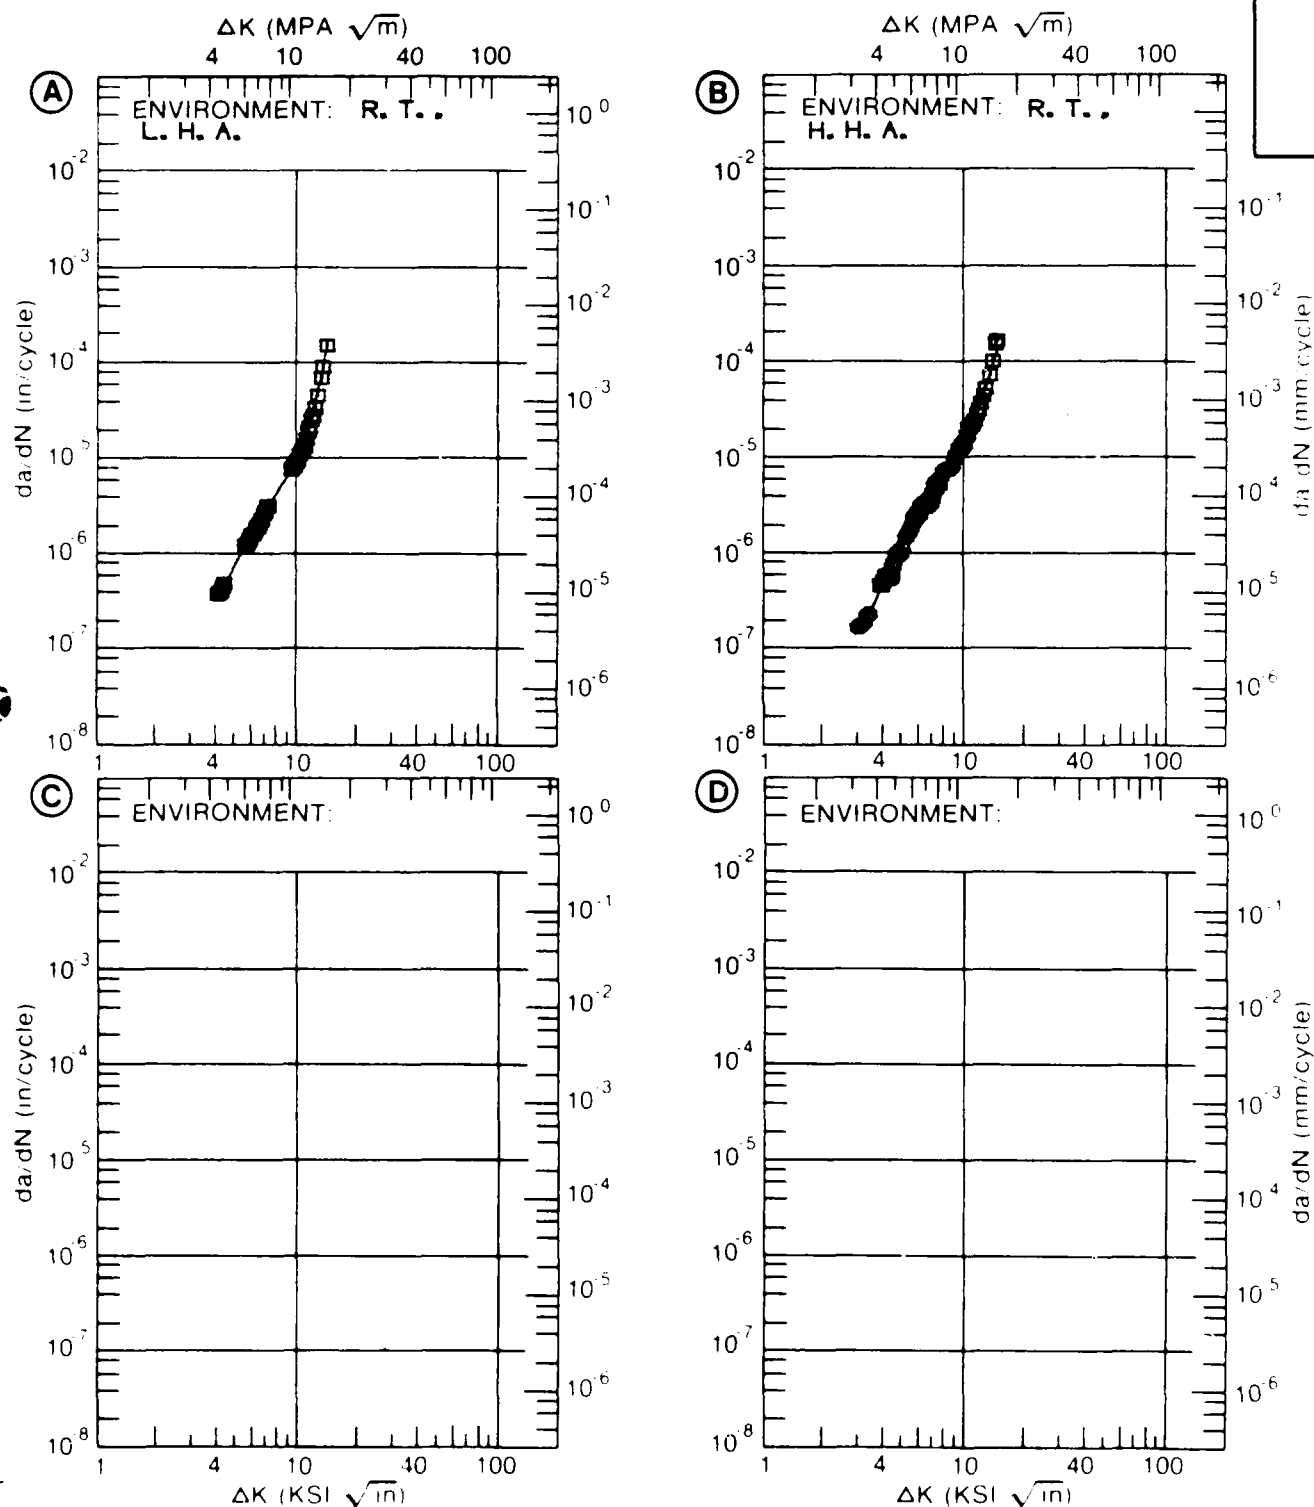 ΔK (MPA √m)
4 10 40 100
A
ENVIRONMENT: R. T.,
L. H. A.
da/dN (in/cycle)
10-2
10-3
10-4
10-5
10-6
10-7
10-8
10 0
10-1
10-2
10-3
10-4
10-5
10-6
1 4 10 40 100
ΔK (MPA √m)
4 10 40 100
B
ENVIRONMENT: R. T.,
H. H. A.
10-2
10-3
10-4
10-5
10-6
10-7
10-8
10-1
10-2
10-3
10-4
10-5
10-6
da dN (mm cycle)
1 4 10 40 100
C
ENVIRONMENT:
da/dN (in/cycle)
10-2
10-3
10-4
10-5
10-6
10-7
10-8
10 0
10-1
10-2
10-3
10-4
10-5
10-6
1 4 10 40 100
ΔK (KSI √in)
D
ENVIRONMENT:
10-2
10-3
10-4
10-5
10-6
10-7
10-8
10 0
10-1
10-2
10-3
10-4
10-5
10-6
da/dN (mm/cycle)
1 4 10 40 100
ΔK (KSI √in)